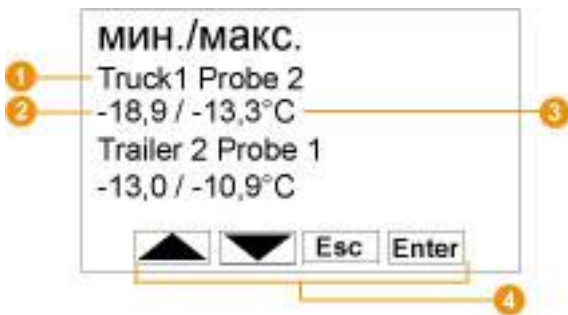 мин./макс.
1 Truck1 Probe 2
2 -18,9 / -13,3°C 3
Trailer 2 Probe 1
-13,0 / -10,9°C
Esc Enter
4